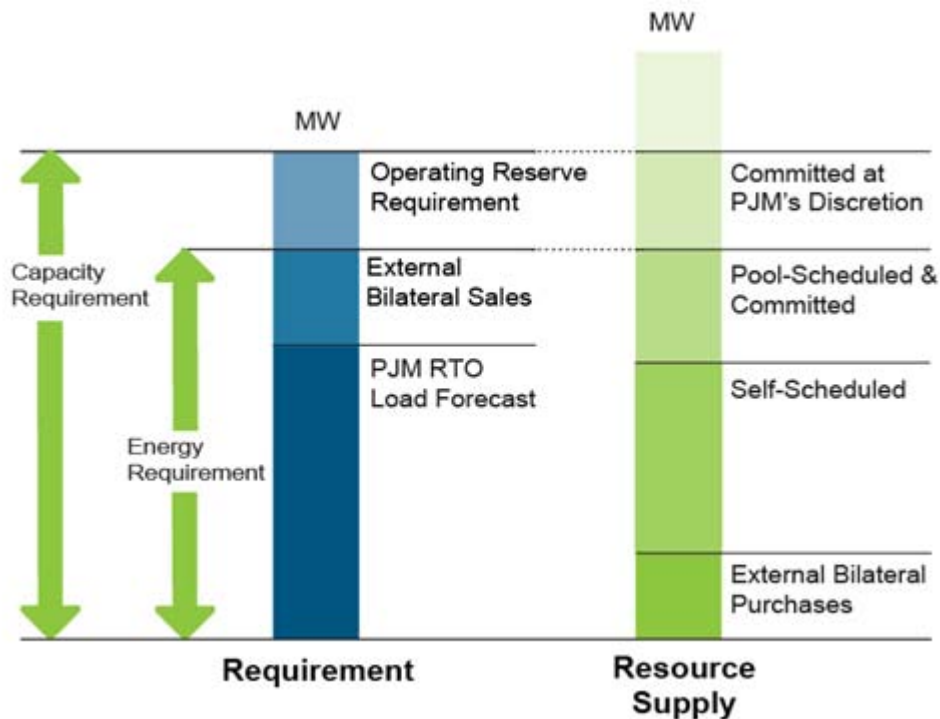 MW
MW
Operating Reserve
Requirement
Committed at
PJM's Discretion
Capacity
Requirement
External
Bilateral Sales
Pool-Scheduled &
Committed
PJM RTO
Load Forecast
Self-Scheduled
Energy
Requirement
External Bilateral
Purchases
Requirement
Resource
Supply